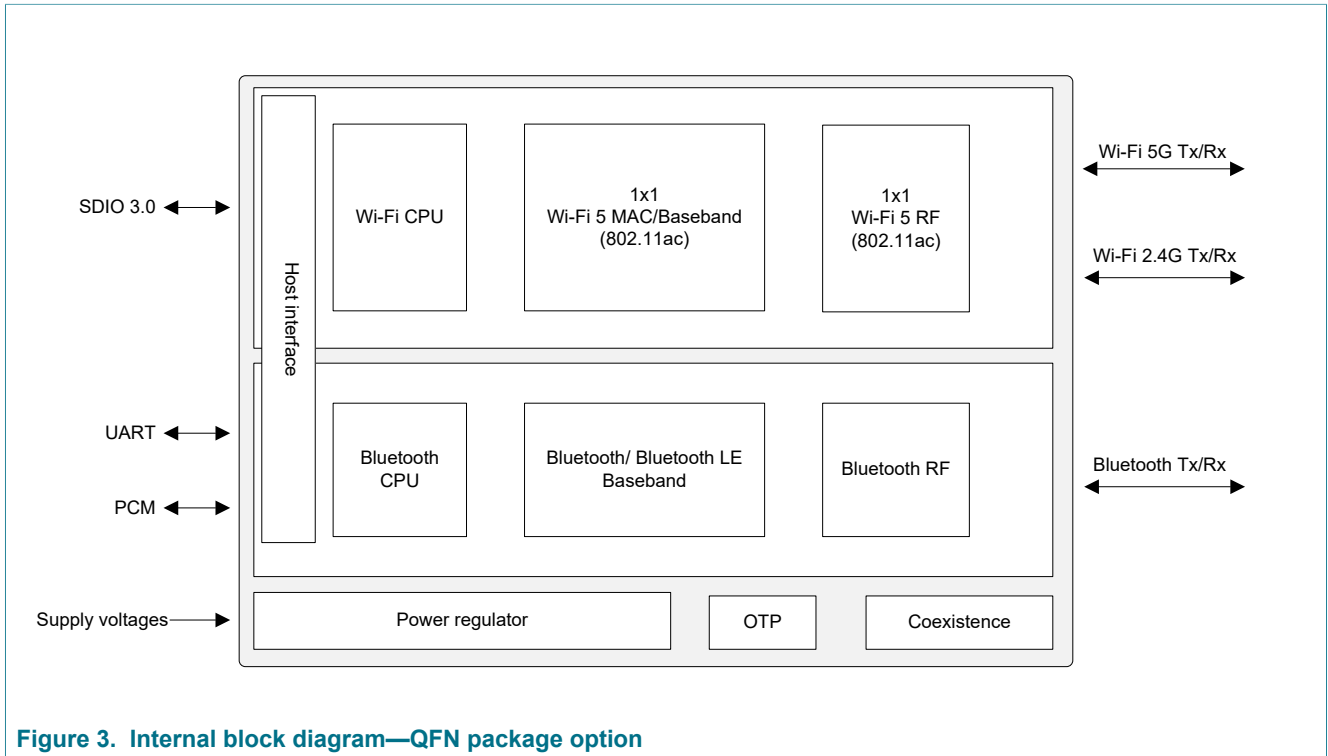 SDIO 3.0
UART
PCM
Supply voltages
Host interface
Wi-Fi CPU
1x1
Wi-Fi 5 MAC/Baseband
(802.11ac)
1x1
Wi-Fi 5 RF
(802.11ac)
Wi-Fi 5G Tx/Rx
Wi-Fi 2.4G Tx/Rx
Bluetooth
CPU
Bluetooth/ Bluetooth LE
Baseband
Bluetooth RF
Bluetooth Tx/Rx
Power regulator
OTP
Coexistence
Figure 3. Internal block diagram—QFN package option